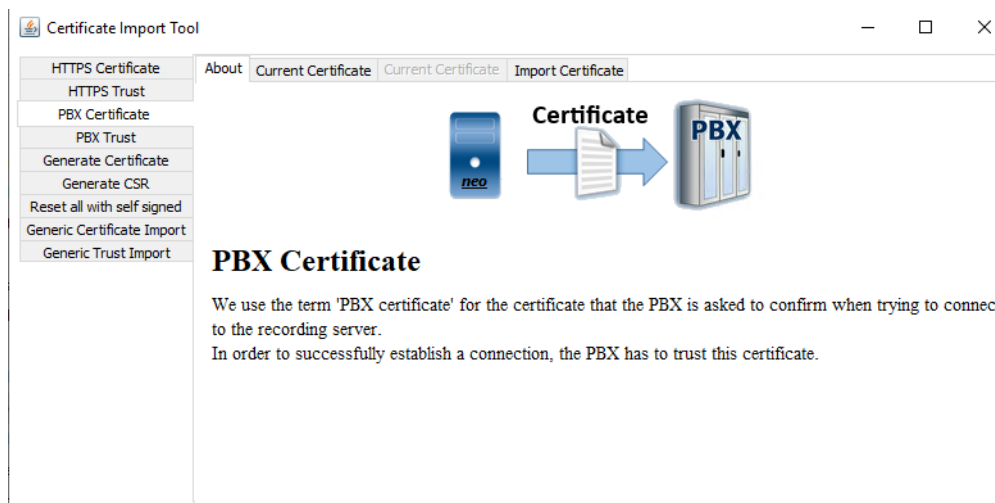 Certificate Import Tool
HTTPS Certificate
HTTPS Trust
PBX Certificate
PBX Trust
Generate Certificate
Generate CSR
Reset all with self signed
Generic Certificate Import
Generic Trust Import
About Current Certificate Current Certificate Import Certificate
Certificate
neo
PBX
PBX Certificate
We use the term 'PBX certificate' for the certificate that the PBX is asked to confirm when trying to connec
to the recording server.
In order to successfully establish a connection, the PBX has to trust this certificate.